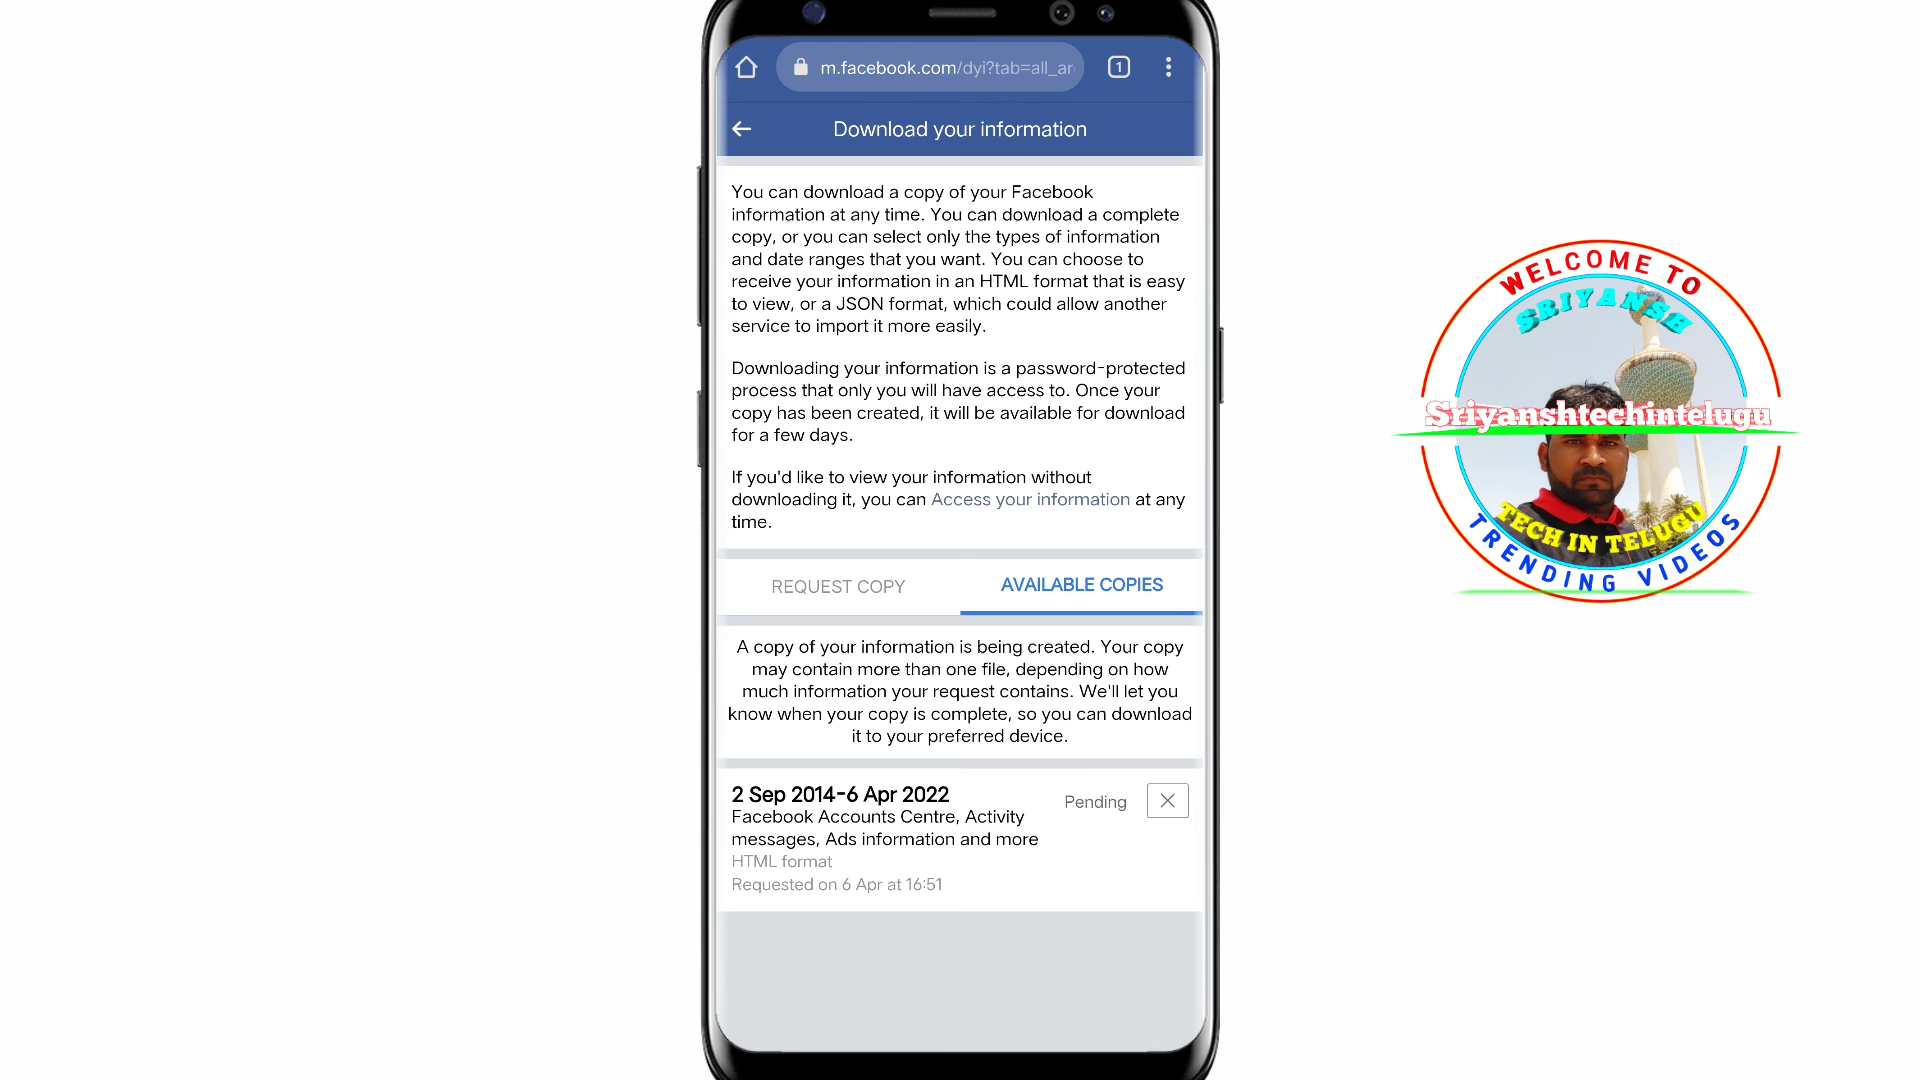 1
m.facebook.com/dyi?tab=all_ar
Download your information
You can download a copy of your Facebook
information at any time. You can download a complete
copy, or you can select only the types of information
and date ranges that you want. You can choose to
receive your information in an HTML format that is easy
to view, or a JSON format, which could allow another
service to import it more easily.
Downloading your information is a password-protected
process that only you will have access to. Once your
copy has been created, it will be available for download
for a few days.
If you'd like to view your information without
downloading it, you can Access your information at any
time.
REQUEST COPY
AVAILABLE COPIES
A copy of your information is being created. Your copy
may contain more than one file, depending on how
much information your request contains. We'll let you
know when your copy is complete, so you can download
it to your preferred device.
2 Sep 2014-6 Apr 2022
Pending
Facebook Accounts Centre, Activity
messages, Ads information and more
HTML format
Requested on 6 Apr at 16:51
WELCOME TO
SRIYANSH
Sriyanshtechintelugu
TECH IN TELUGU
TRENDING VIDEOS